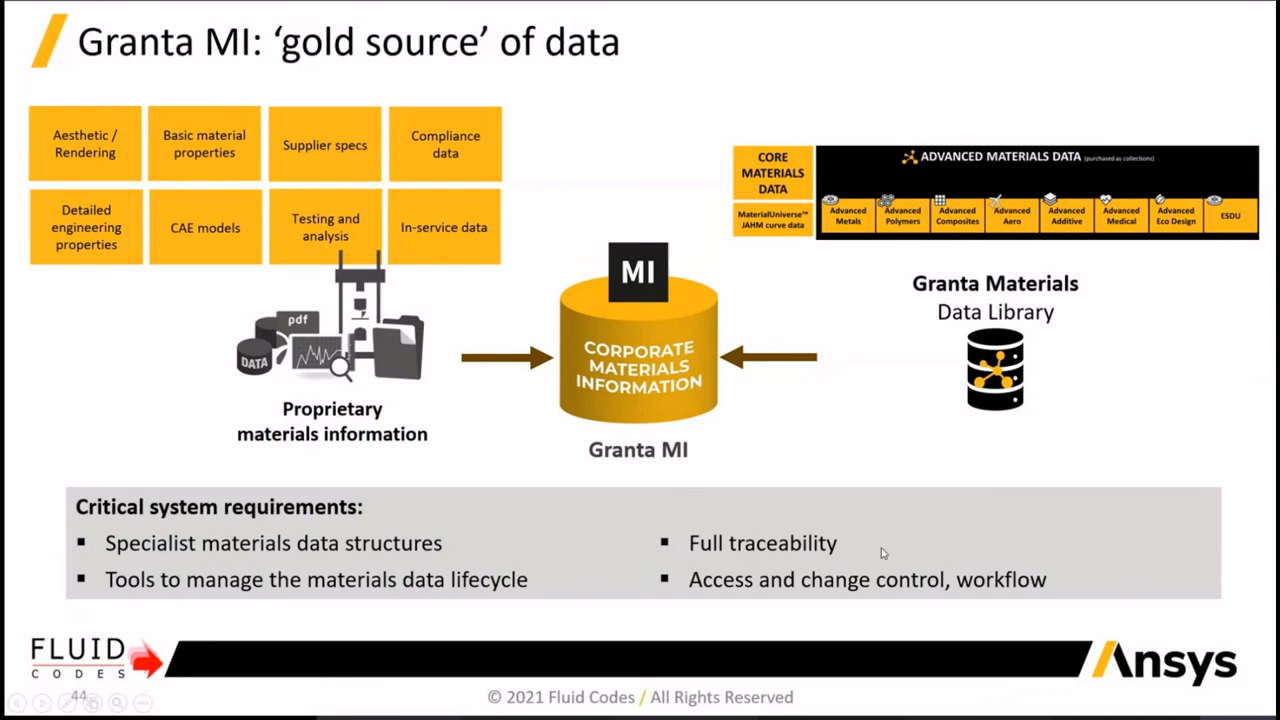 Granta MI: ‘gold source’ of data
Aesthetic /
Rendering
Basic material
properties
Supplier specs
Compliance
data
Detailed
engineering
properties
CAE models
Testing and
analysis
In-service data
pdf
DATA
Proprietary
materials information
MI
CORPORATE
MATERIALS
INFORMATION
Granta MI
CORE
MATERIALS
DATA
MaterialUniverse™
JAHM curve data
ADVANCED MATERIALS DATA (purchased as collections)
Advanced
Metals
Advanced
Polymers
Advanced
Composites
Advanced
Aero
Advanced
Additive
Advanced
Medical
Advanced
Eco Design
ESDU
Granta Materials
Data Library
Critical system requirements:
▪ Specialist materials data structures
▪ Tools to manage the materials data lifecycle
▪ Full traceability
▪ Access and change control, workflow
FLUID
CODES
44
© 2021 Fluid Codes / All Rights Reserved
Ansys